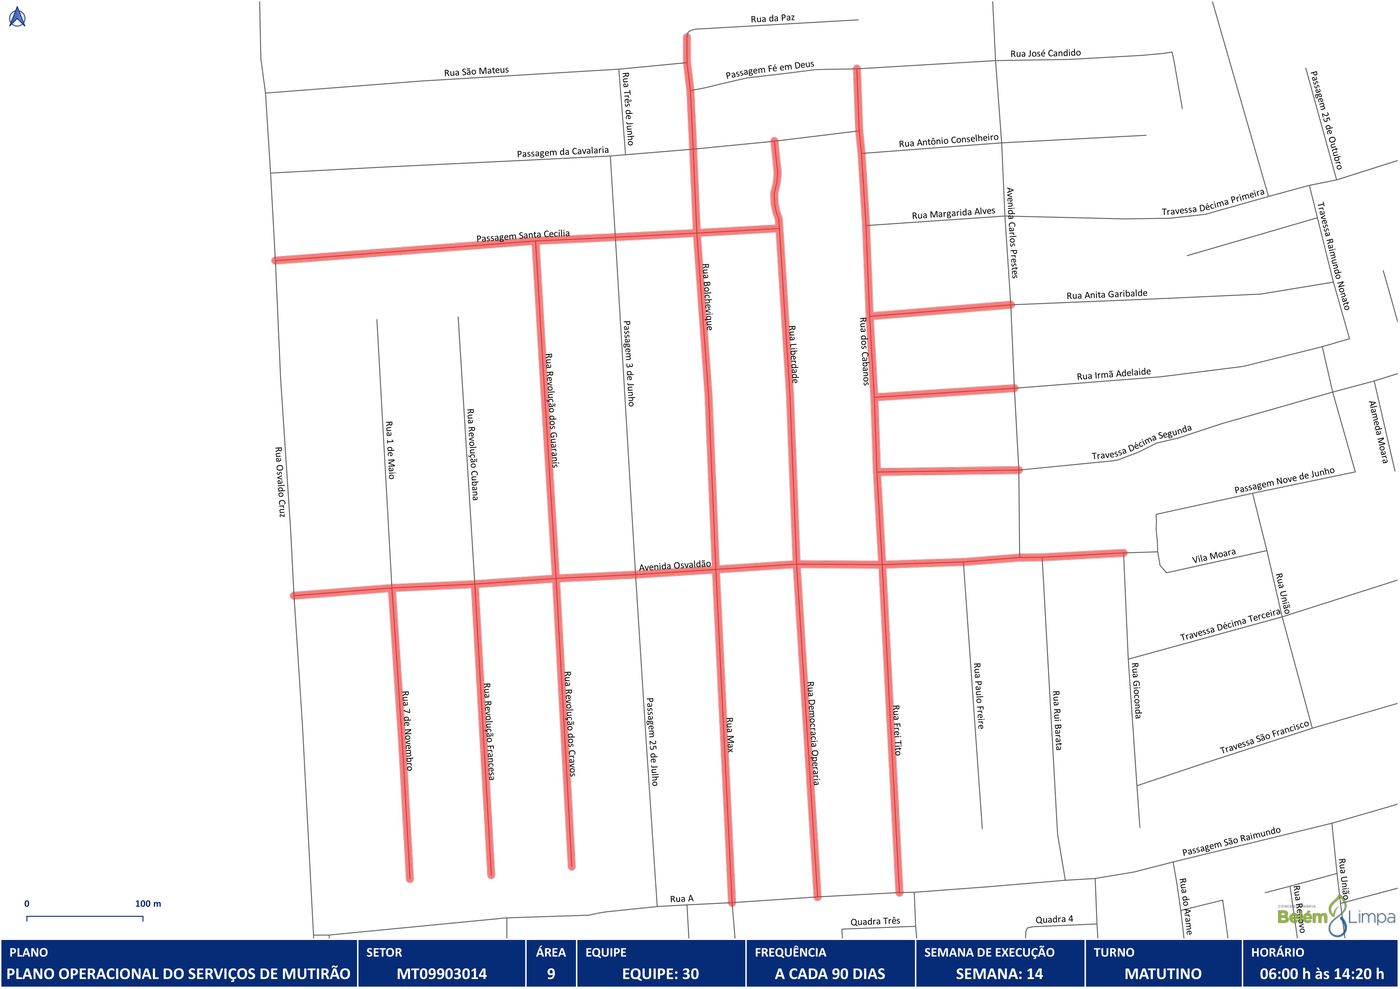 Rua da Paz
Rua José Candido
Rua São Mateus
Passagem Fé em Deus
Rua Três de Junho
Passagem 25 de Outubro
Rua Antônio Conselheiro
Passagem da Cavalaria
Travessa Décima Primeira
Rua Margarida Alves
Avenida Carlos Prestes
Travessa Raimundo Nonato
Passagem Santa Cecília
Rua Bolchevique
Rua Anita Garibalde
Rua Liberdade
Rua dos Cabanos
Passagem 3 de Junho
Rua Revolução dos Guaranis
Rua Irmã Adelaide
Rua 1 de Maio
Rua Revolução Cubana
Alameda Moara
Travessa Décima Segunda
Rua Osvaldo Cruz
Passagem Nove de Junho
Vila Moara
Avenida Osvaldão
Rua União
Travessa Décima Terceira
Rua 7 de Novembro
Rua Revolução Francesa
Rua Revolução dos Cravos
Passagem 25 de Julho
Rua Max
Rua Democracia Operaria
Rua Frei Tito
Rua Paulo Freire
Rua Rui Barata
Rua Gioconda
Travessa São Francisco
Passagem São Raimundo
Rua A
Rua do Arame
Rua União
Quadra Três
Quadra 4
0 100 m
Belém Limpa
PLANO
PLANO OPERACIONAL DO SERVIÇOS DE MUTIRÃO
SETOR
MT09903014
ÁREA
9
EQUIPE
EQUIPE: 30
FREQUÊNCIA
A CADA 90 DIAS
SEMANA DE EXECUÇÃO
SEMANA: 14
TURNO
MATUTINO
HORÁRIO
06:00 h às 14:20 h